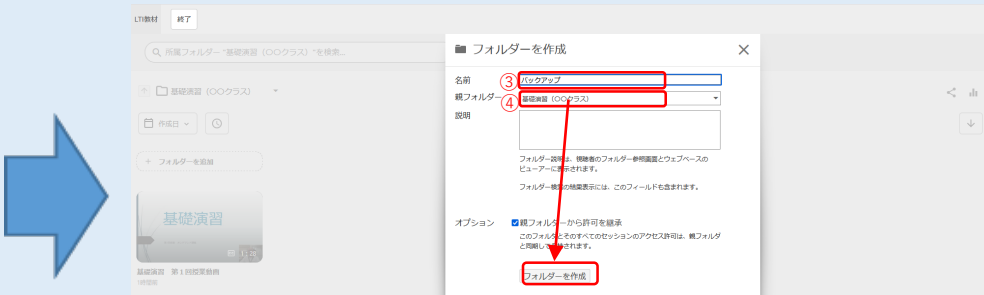 LTI教材 終了
所属フォルダー "基礎演習（〇〇クラス）"を検索...
基礎演習（〇〇クラス）
作成日
+ フォルダーを追加
基礎演習
基礎演習 第1回授業動画
フォルダーを作成
名前 ③ バックアップ
親フォルダー ④ 基礎演習（〇〇クラス）
説明
フォルダー説明は、視聴者のフォルダー参照画面とウェブベースの
ビューアーに表示されます。
フォルダー検索の結果表示には、このフィールドも含まれます。
オプション 親フォルダーから許可を継承
このフォルダとそのすべてのセッションのアクセス許可は、親フォルダ
と同期して維持されます。
フォルダーを作成